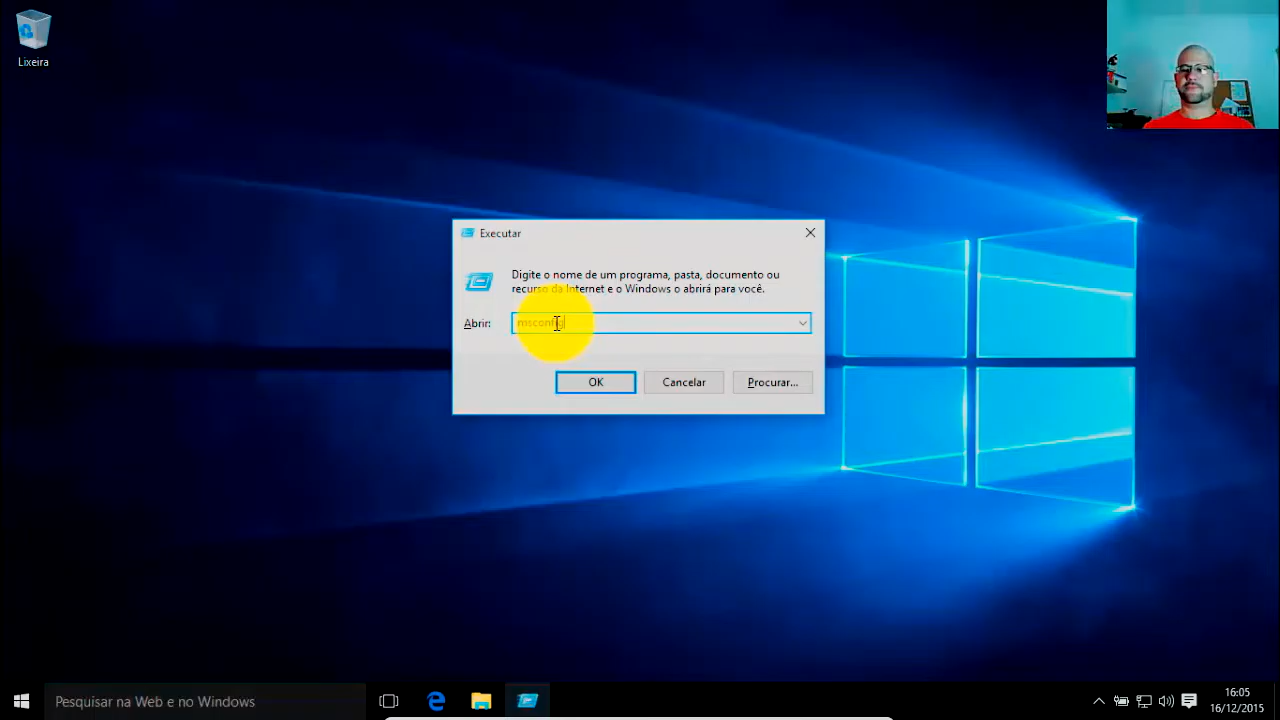 Lixeira
Executar
Digite o nome de um programa, pasta, documento ou
recurso da Internet e o Windows o abrirá para você.
Abrir:
msconfig
OK
Cancelar
Procurar...
Pesquisar na Web e no Windows
16:05
16/12/2015